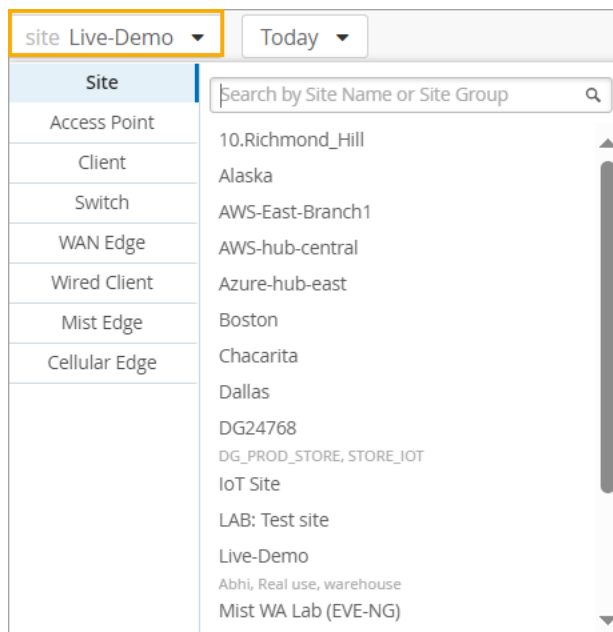 site Live-Demo
Today
Site
Access Point
Client
Switch
WAN Edge
Wired Client
Mist Edge
Cellular Edge
Search by Site Name or Site Group
10.Richmond_Hill
Alaska
AWS-East-Branch1
AWS-hub-central
Azure-hub-east
Boston
Chacarita
Dallas
DG24768
DG_PROD_STORE, STORE_IOT
IoT Site
LAB: Test site
Live-Demo
Abhi, Real use, warehouse
Mist WA Lab (EVE-NG)